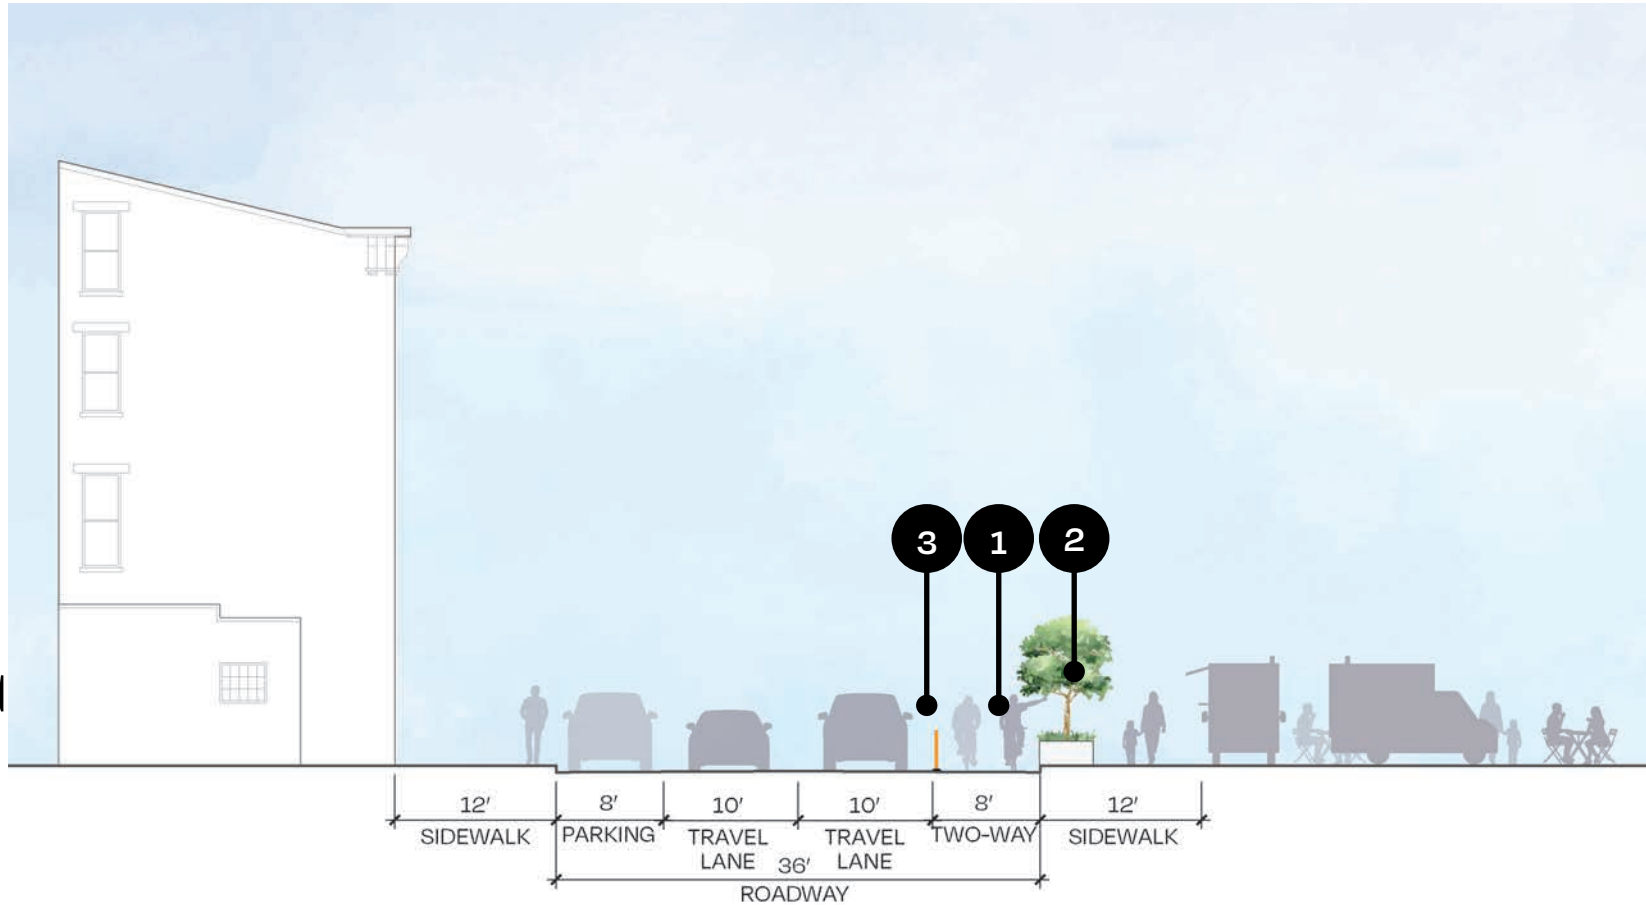 3 1 2
12' 8' 10' 10' 8' 12'
SIDEWALK PARKING TRAVEL LANE TRAVEL LANE TWO-WAY SIDEWALK
36'
ROADWAY